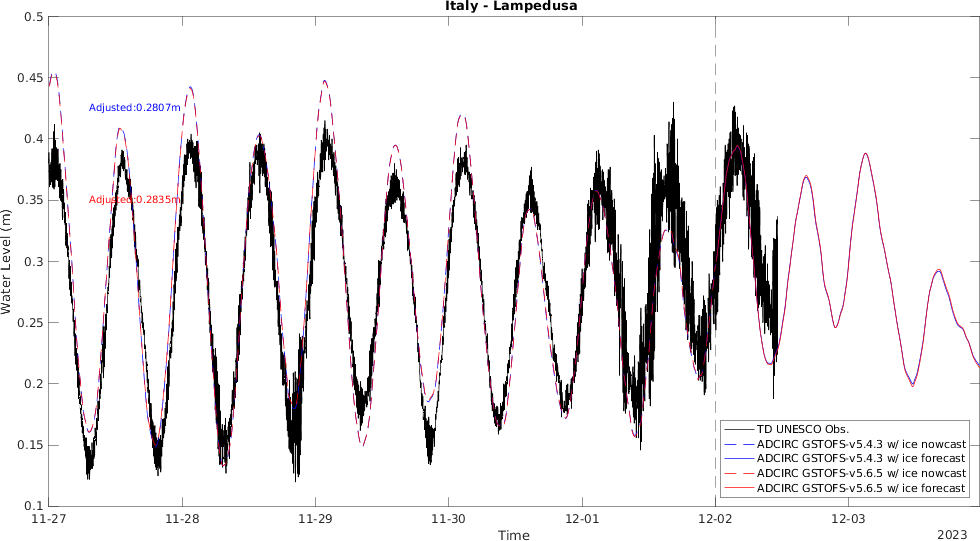 Italy - Lampedusa
0.5
0.45
0.4
0.35
0.3
0.25
0.2
0.15
0.1
Water Level (m)
Adjusted:0.2807m
Adjusted:0.2835m
TD UNESCO Obs.
ADCIRC GSTOFS-v5.4.3 w/ ice nowcast
ADCIRC GSTOFS-v5.4.3 w/ ice forecast
ADCIRC GSTOFS-v5.6.5 w/ ice nowcast
ADCIRC GSTOFS-v5.6.5 w/ ice forecast
11-27 11-28 11-29 11-30 12-01 12-02 12-03
Time
2023